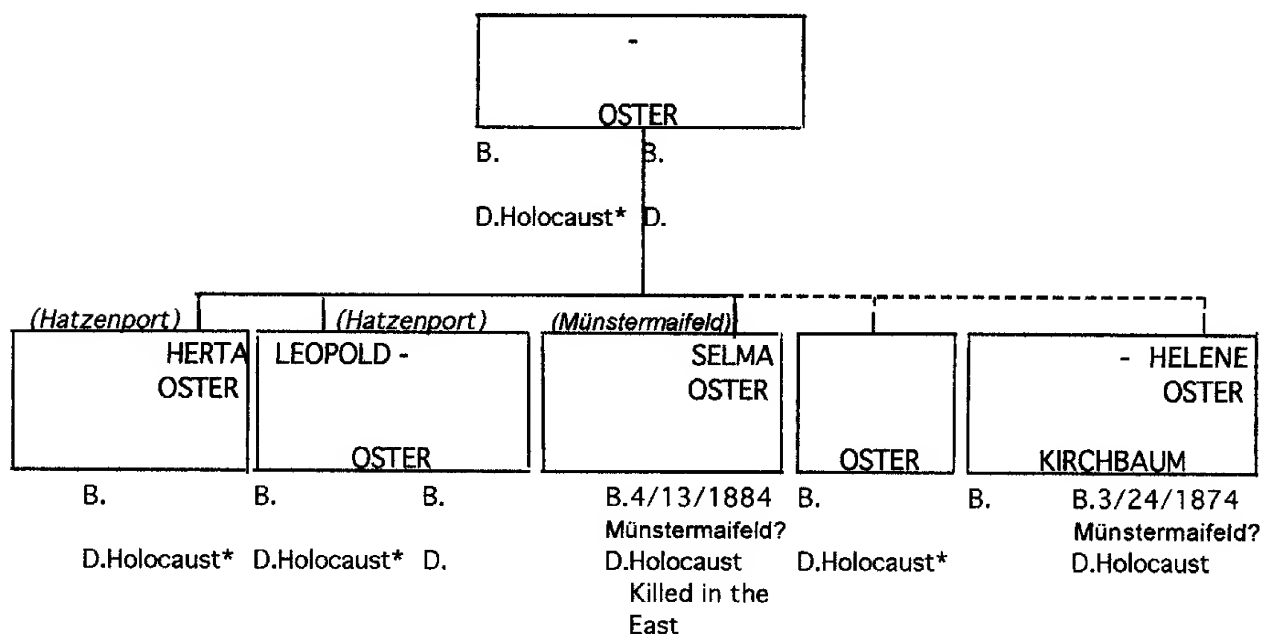 -
OSTER
B. B.
D.Holocaust* D.
(Hatzenport) (Hatzenport) (Münstermaifeld)
HERTA LEOPOLD - SELMA - HELENE
OSTER OSTER OSTER
OSTER OSTER KIRCHBAUM
B. B. B. B.4/13/1884 B. B. B.3/24/1874
Münstermaifeld? Münstermaifeld?
D.Holocaust* D.Holocaust* D. D.Holocaust D.Holocaust* D.Holocaust
Killed in the
East